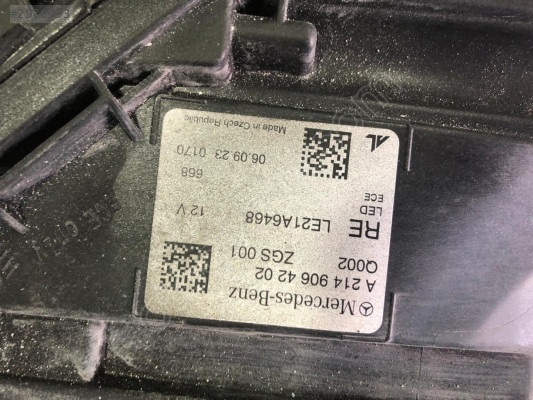 Mercedes-Benz
A 214 906 42 02
Q002
ZGS 001
RE
LE21A6468
12 V
LED
ECE
668
06.09.23 0170
AL
Made in Czech Republic